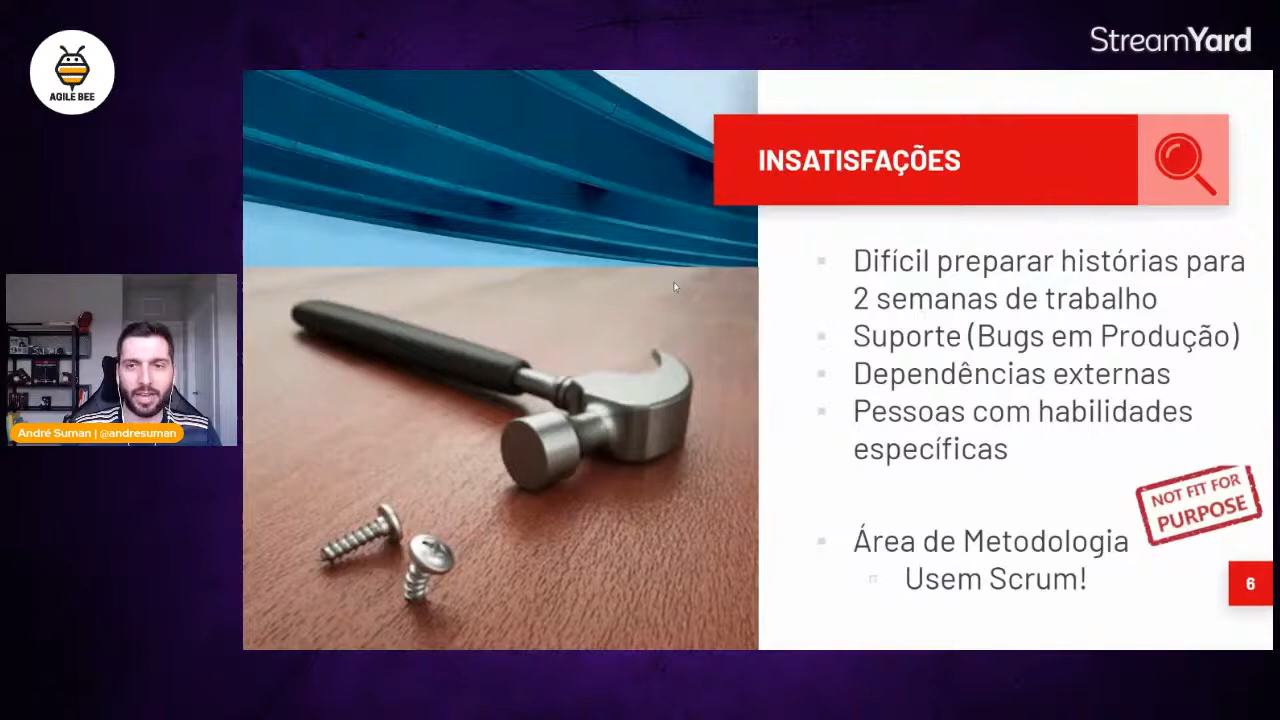 AGILE BEE
StreamYard
INSATISFAÇÕES
Difícil preparar histórias para
2 semanas de trabalho
Suporte (Bugs em Produção)
Dependências externas
Pessoas com habilidades
específicas
NOT FIT FOR
PURPOSE
Área de Metodologia
Usem Scrum!
6
André Suman | @andresuman